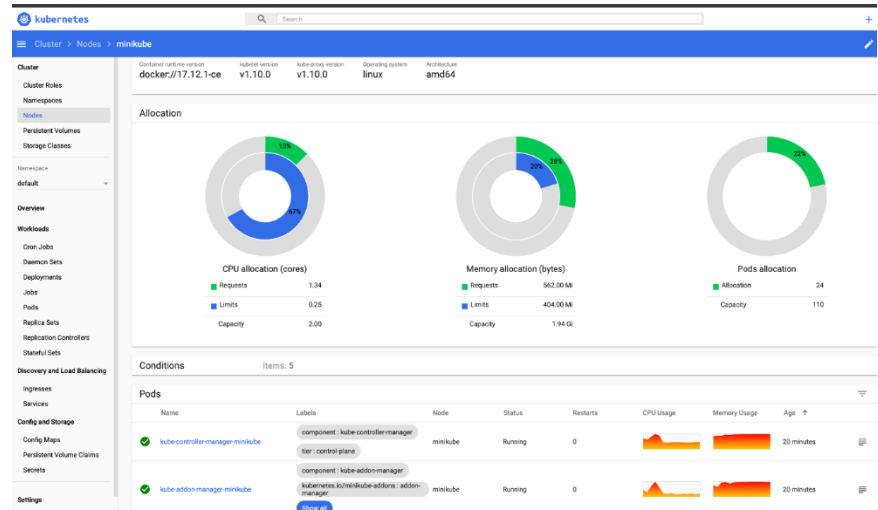 kubernetes
Search
+
Cluster > Nodes > minikube
Cluster
Cluster Roles
Namespaces
Nodes
Persistent Volumes
Storage Classes
Namespace
default
Overview
Workloads
Cron Jobs
Daemon Sets
Deployments
Jobs
Pods
Replica Sets
Replication Controllers
Stateful Sets
Discovery and Load Balancing
Ingresses
Services
Config and Storage
Config Maps
Persistent Volume Claims
Secrets
Settings
Container runtime version kubelet version kube-proxy version Operating system Architecture
docker://17.12.1-ce v1.10.0 v1.10.0 linux amd64
Allocation
13%
67%
CPU allocation (cores)
Requests 1.34
Limits 0.25
Capacity 2.00
20% 28%
Memory allocation (bytes)
Requests 562.00 Mi
Limits 404.00 Mi
Capacity 1.94 Gi
22%
Pods allocation
Allocation 24
Capacity 110
Conditions Items: 5
Pods
Name Labels Node Status Restarts CPU Usage Memory Usage Age ↑
component : kube-controller-manager
kube-controller-manager-minikube minikube Running 0 20 minutes
tier : control-plane
component : kube-addon-manager
kube-addon-manager-minikube kubernetes.io/minikube-addons : addon-manager minikube Running 0 20 minutes
Show all